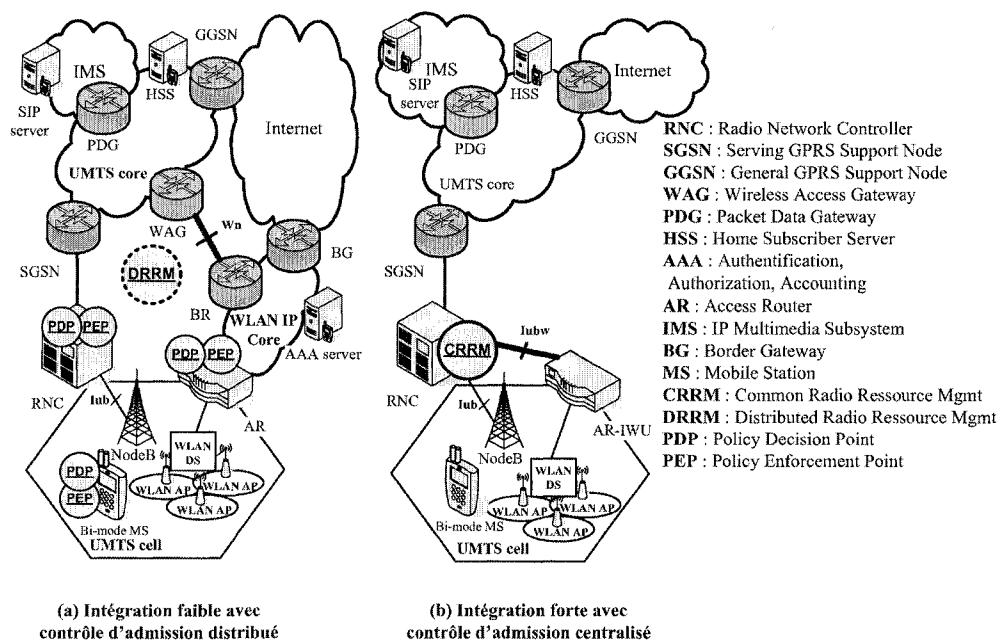 GGSN
IMS
HSS
SIP
server
PDG
Internet
UMTS core
WAG
Wn
SGSN
DRRM
BG
BR
WLAN IP
Core
PDP
PEP
PDP
PEP
AAA server
RNC
Iub
AR
NodeB
WLAN
DS
PDP
PEP
WLAN AP
WLAN AP
WLAN AP
Bi-mode MS
UMTS cell
(a) Intégration faible avec
contrôle d'admission distribué
IMS
SIP
server
HSS
Internet
PDG
GGSN
UMTS core
SGSN
CRRM
Iubw
RNC
Iub
AR-IWU
NodeB
WLAN
DS
WLAN AP
WLAN AP
WLAN AP
Bi-mode MS
UMTS cell
(b) Intégration forte avec
contrôle d'admission centralisé
RNC : Radio Network Controller
SGSN : Serving GPRS Support Node
GGSN : General GPRS Support Node
WAG : Wireless Access Gateway
PDG : Packet Data Gateway
HSS : Home Subscriber Server
AAA : Authentification,
Authorization, Accounting
AR : Access Router
IMS : IP Multimedia Subsystem
BG : Border Gateway
MS : Mobile Station
CRRM : Common Radio Ressource Mgmt
DRRM : Distributed Radio Ressource Mgmt
PDP : Policy Decision Point
PEP : Policy Enforcement Point